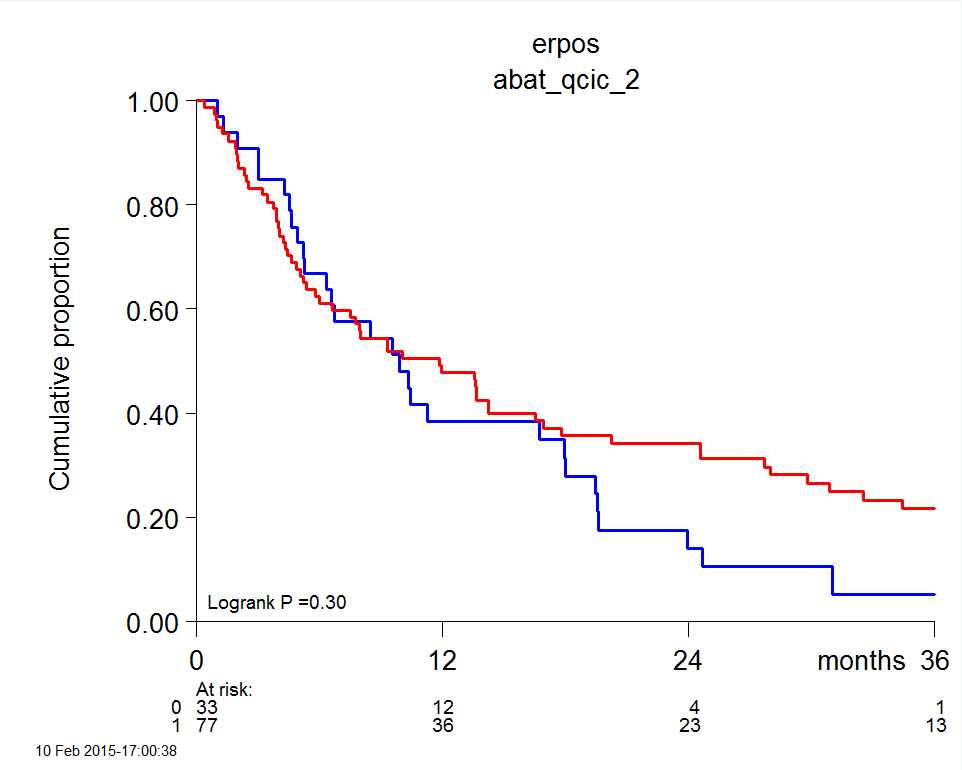 erpos
abat_qcic_2
Cumulative proportion
1.00
0.80
0.60
0.40
0.20
0.00
Logrank P =0.30
0 12 24 months 36
At risk:
0 33 12 4 1
1 77 36 23 13
10 Feb 2015-17:00:38